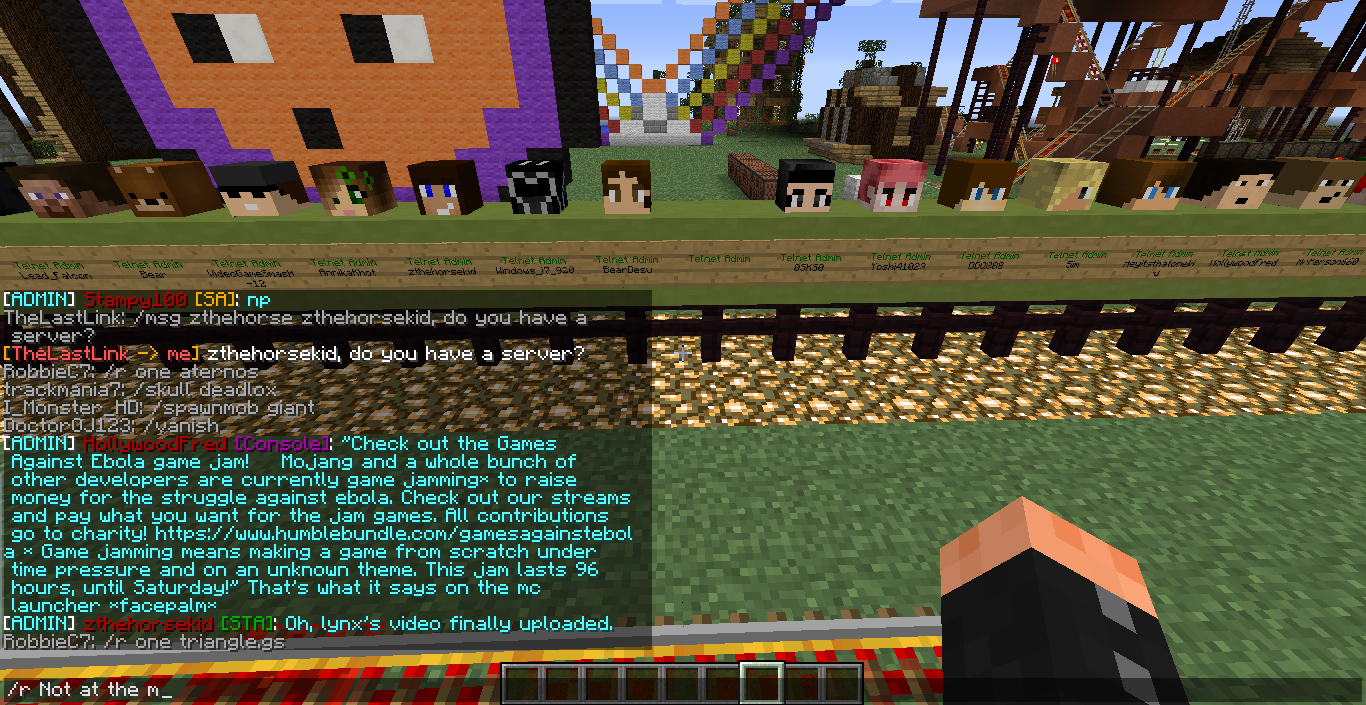 Telnet Admin Telnet Admin Telnet Admin Telnet Admin Telnet Admin Telnet Admin Telnet Admin Telnet Admin Telnet Admin Telnet Admin Telnet Admin Telnet Admin Telnet Admin Telnet Admin Telnet Admin
Lead_Falcon Bear VideoGameSmash AnnikaKhot zthehorsekid Windows_i7_920 BearDesu OSK50 Yoshi41023 HollywoodFred
-12
[ADMIN] Stampy100 [SA]: np
TheLastLink: /msg zthehorse zthehorsekid, do you have a
server?
[TheLastLink -> me] zthehorsekid, do you have a server?
RobbieC7: /r one aternos
trackmania7: /skull deadlox
I_Monster_HD: /spawnmob giant
DoctorOJ123: /vanish
[ADMIN] HollywoodFred [Console]: "Check out the Games
Against Ebola game jam! Mojang and a whole bunch of
other developers are currently game jamming* to raise
money for the struggle against ebola. Check out our streams
and pay what you want for the jam games. All contributions
go to charity! https://www.humblebundle.com/gamesagainstebol
a * Game jamming means making a game from scratch under
time pressure and on an unknown theme. This jam lasts 96
hours, until Saturday!" That's what it says on the mc
launcher *facepalm*
[ADMIN] zthehorsekid [STA]: Oh, lynx's video finally uploaded.
RobbieC7: /r one triangle.gs
/r Not at the m_